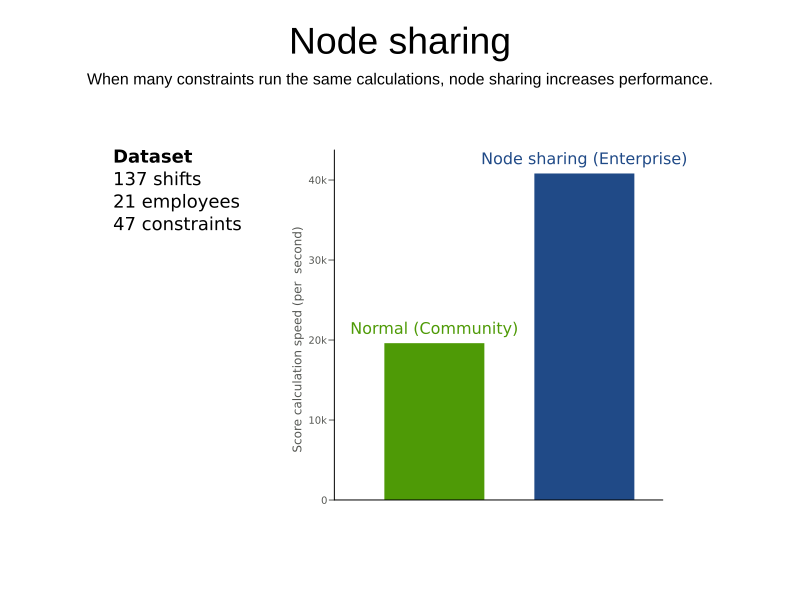 Node sharing
When many constraints run the same calculations, node sharing increases performance.
Dataset
137 shifts
21 employees
47 constraints
Node sharing (Enterprise)
Normal (Community)
Score calculation speed (per  second)
40k
30k
20k
10k
0